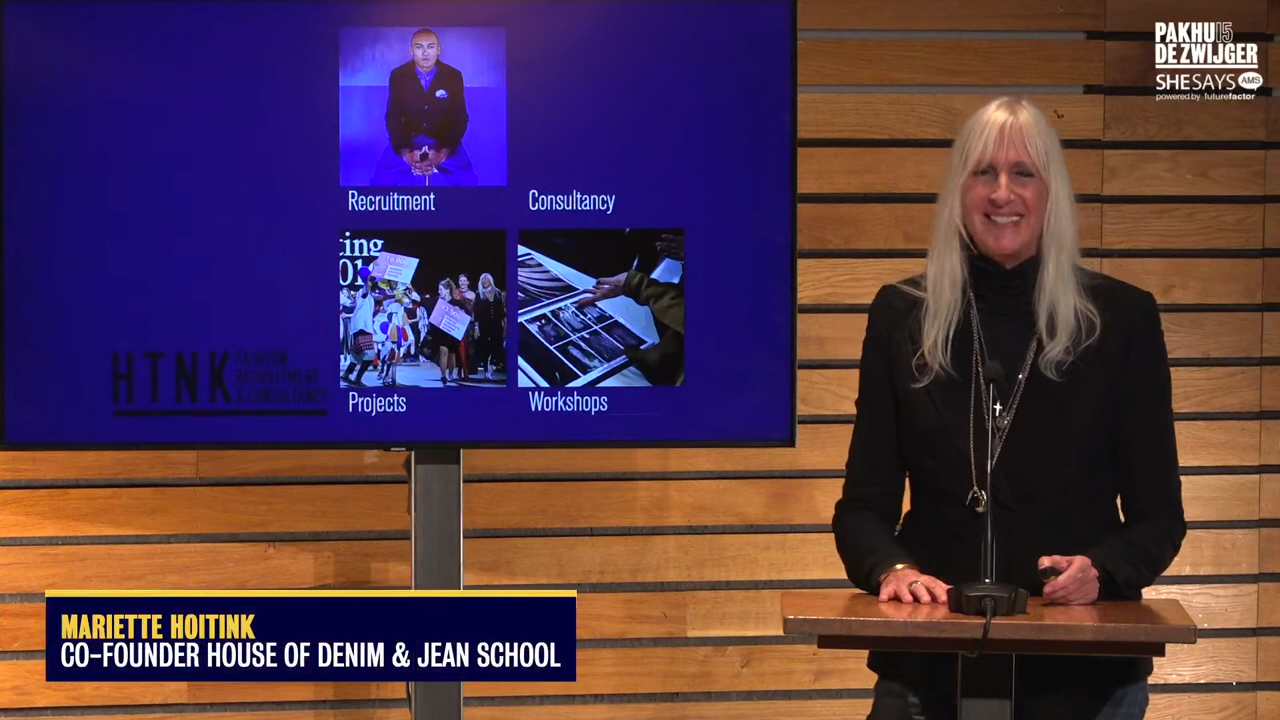 PAKHUIS
DE ZWIJGER
SHESAYS AMS
powered by futurefactor
Recruitment
Consultancy
ting
Projects
Workshops
HTNK
FASHION
RECRUITMENT
& CONSULTANCY
MARIETTE HOITINK
CO-FOUNDER HOUSE OF DENIM & JEAN SCHOOL